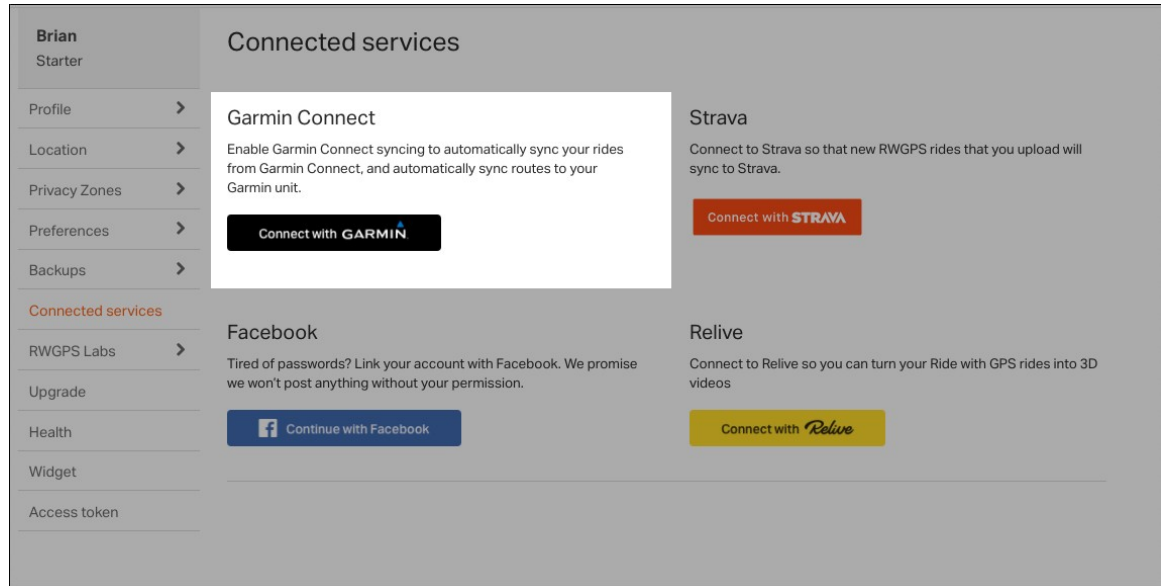 Brian
Starter
Profile
Location
Privacy Zones
Preferences
Backups
Connected services
RWGPS Labs
Upgrade
Health
Widget
Access token
Connected services
Garmin Connect
Enable Garmin Connect syncing to automatically sync your rides
from Garmin Connect, and automatically sync routes to your
Garmin unit.
Connect with GARMIN
Strava
Connect to Strava so that new RWGPS rides that you upload will
sync to Strava.
Connect with STRAVA
Facebook
Tired of passwords? Link your account with Facebook. We promise
we won't post anything without your permission.
Continue with Facebook
Relive
Connect to Relive so you can turn your Ride with GPS rides into 3D
videos
Connect with Relive